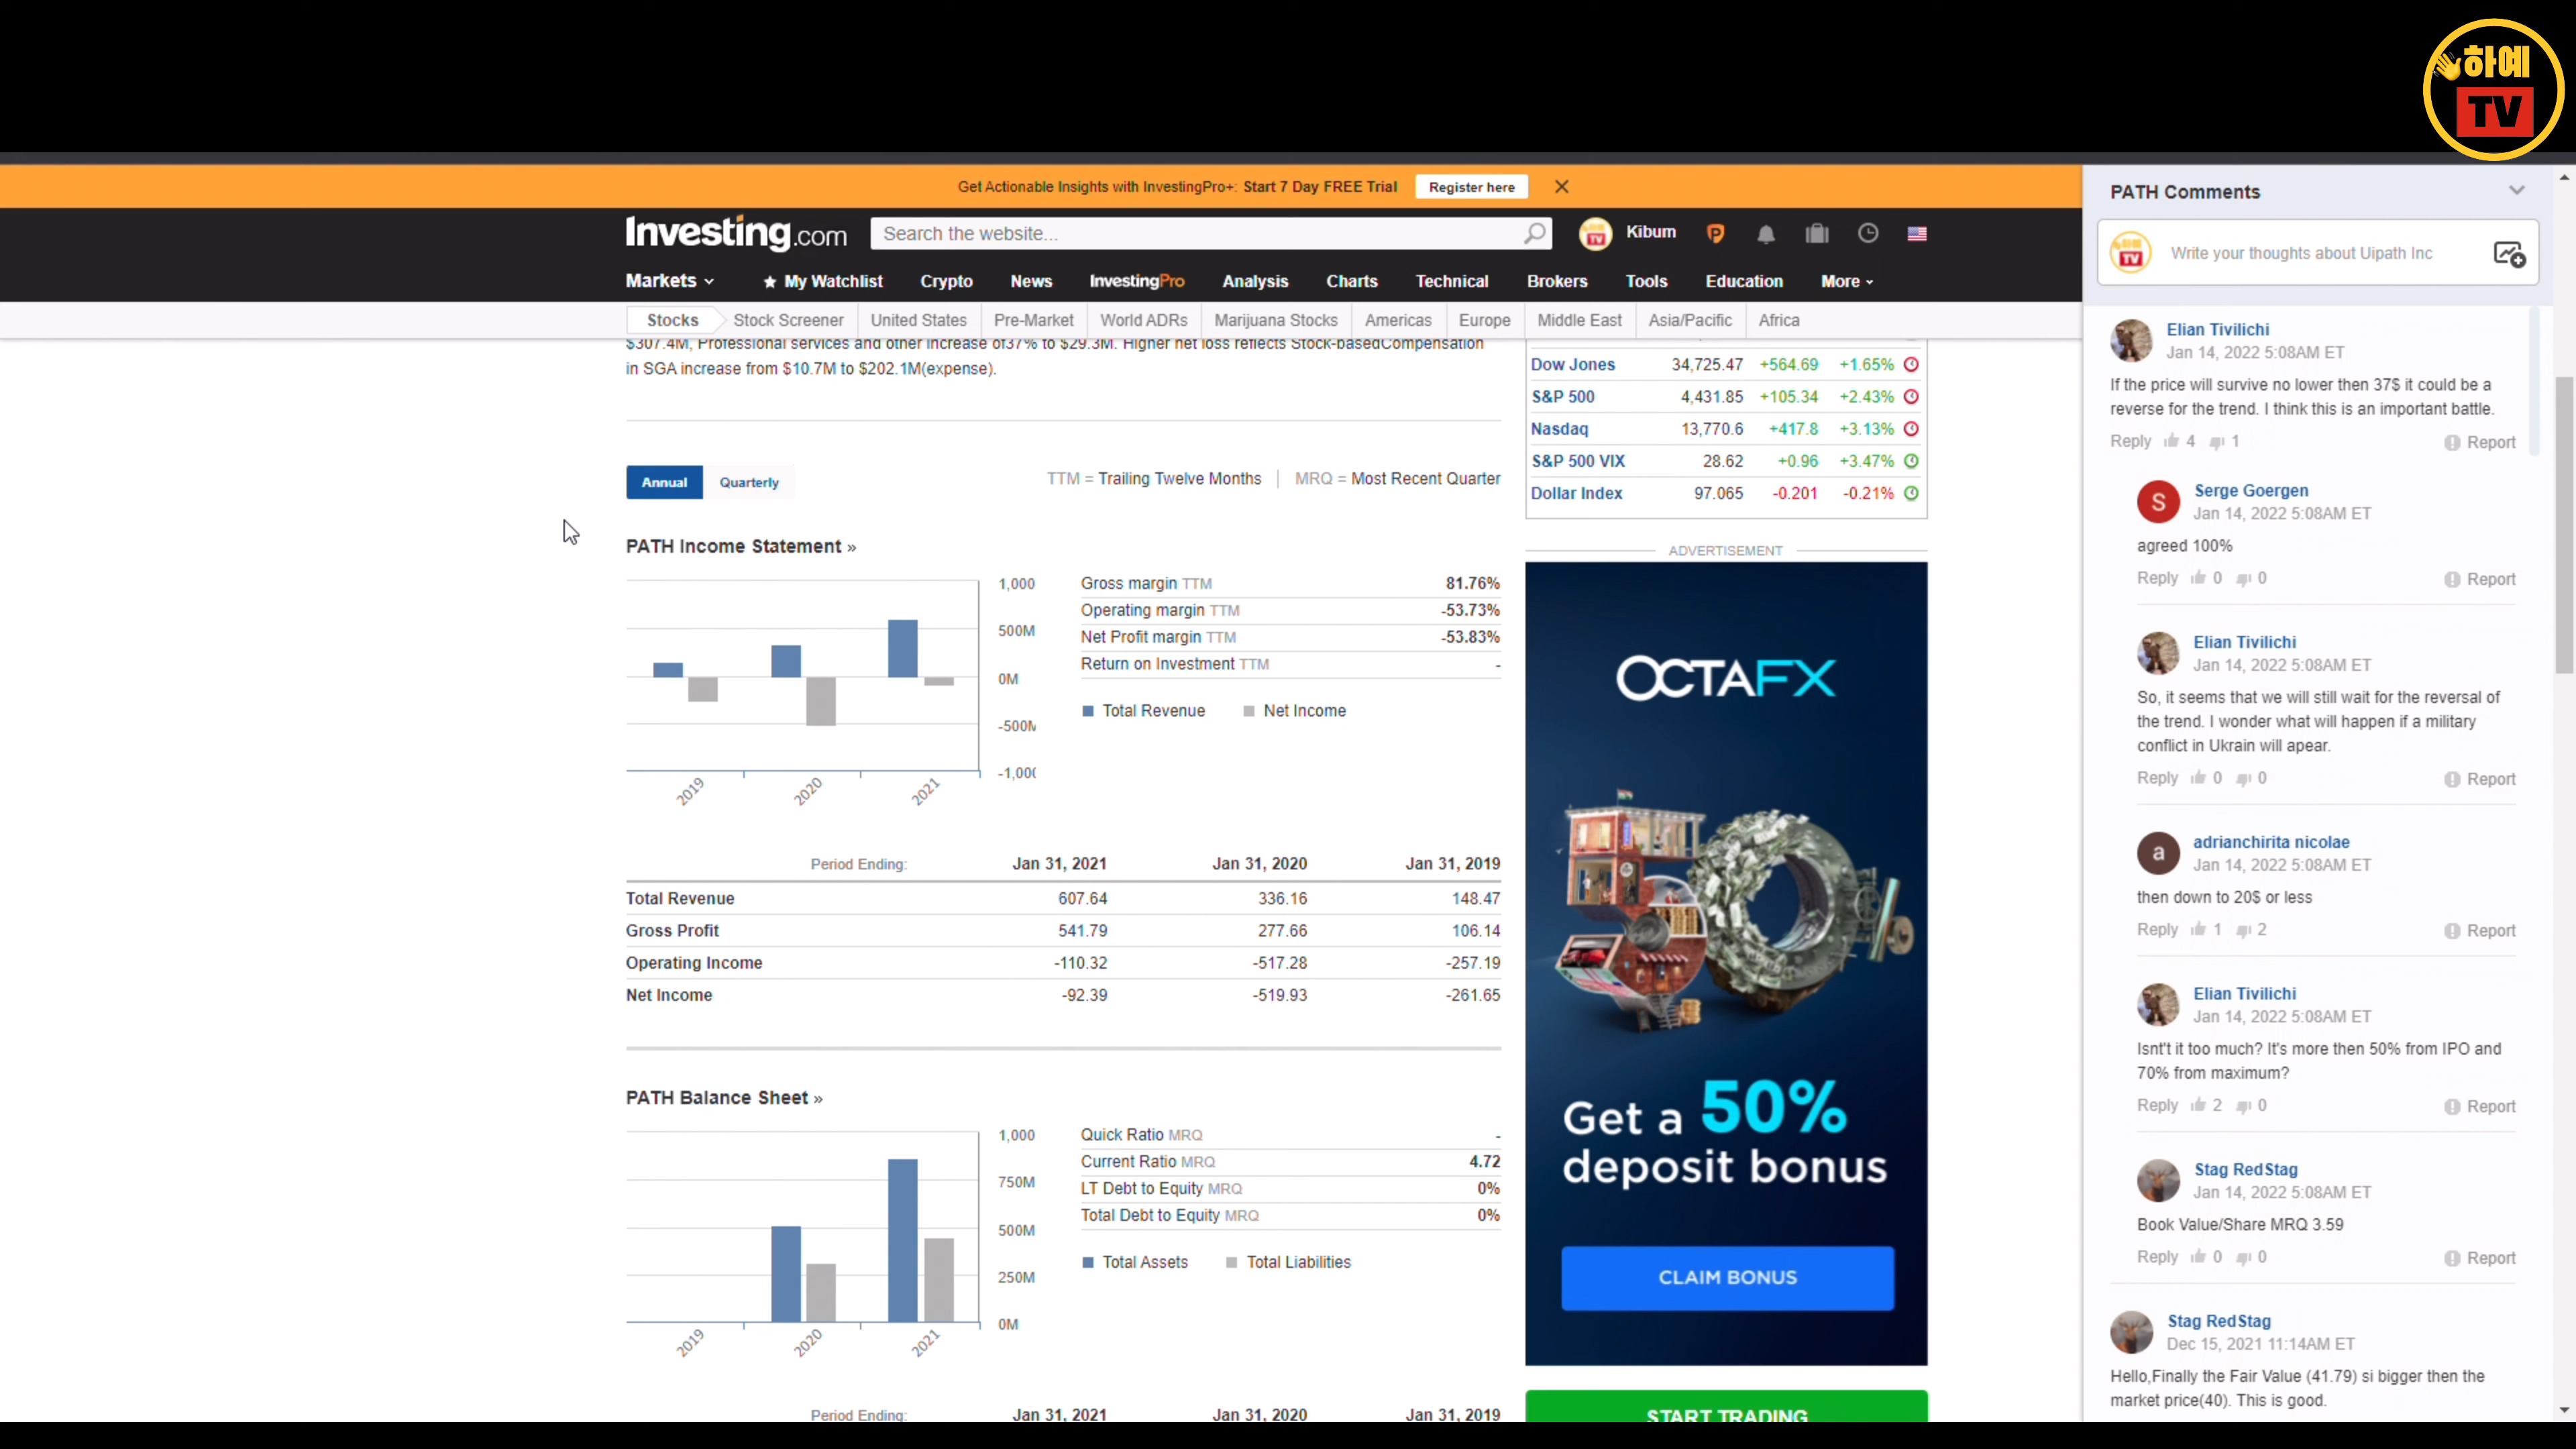 하예
TV
Get Actionable Insights with InvestingPro+: Start 7 Day FREE Trial
Register here
Investing.com
Search the website...
Kibum
Markets
My Watchlist
Crypto
News
InvestingPro
Analysis
Charts
Technical
Brokers
Tools
Education
More
Stocks
Stock Screener
United States
Pre-Market
World ADRs
Marijuana Stocks
Americas
Europe
Middle East
Asia/Pacific
Africa
$307.4M, Professional services and other increase of37% to $29.3M. Higher net loss reflects Stock-basedCompensation
in SGA increase from $10.7M to $202.1M(expense).
Annual
Quarterly
TTM = Trailing Twelve Months | MRQ = Most Recent Quarter
PATH Income Statement »
1,000
500M
0M
-500M
-1,000
2019
2020
2021
Gross margin TTM 81.76%
Operating margin TTM -53.73%
Net Profit margin TTM -53.83%
Return on Investment TTM -
Total Revenue Net Income
Period Ending: Jan 31, 2021 Jan 31, 2020 Jan 31, 2019
Total Revenue 607.64 336.16 148.47
Gross Profit 541.79 277.66 106.14
Operating Income -110.32 -517.28 -257.19
Net Income -92.39 -519.93 -261.65
PATH Balance Sheet »
1,000
750M
500M
250M
0M
2019
2020
2021
Quick Ratio MRQ -
Current Ratio MRQ 4.72
LT Debt to Equity MRQ 0%
Total Debt to Equity MRQ 0%
Total Assets Total Liabilities
Period Ending: Jan 31, 2021 Jan 31, 2020 Jan 31, 2019
Dow Jones 34,725.47 +564.69 +1.65%
S&P 500 4,431.85 +105.34 +2.43%
Nasdaq 13,770.6 +417.8 +3.13%
S&P 500 VIX 28.62 +0.96 +3.47%
Dollar Index 97.065 -0.201 -0.21%
ADVERTISEMENT
OCTAFX
Get a 50%
deposit bonus
CLAIM BONUS
START TRADING
PATH Comments
TV
Write your thoughts about Uipath Inc
Elian Tivilichi
Jan 14, 2022 5:08AM ET
If the price will survive no lower then 37$ it could be a
reverse for the trend. I think this is an important battle.
Reply 4 1 Report
S
Serge Goergen
Jan 14, 2022 5:08AM ET
agreed 100%
Reply 0 0 Report
Elian Tivilichi
Jan 14, 2022 5:08AM ET
So, it seems that we will still wait for the reversal of
the trend. I wonder what will happen if a military
conflict in Ukrain will apear.
Reply 0 0 Report
a
adrianchirita nicolae
Jan 14, 2022 5:08AM ET
then down to 20$ or less
Reply 1 2 Report
Elian Tivilichi
Jan 14, 2022 5:08AM ET
Isnt't it too much? It's more then 50% from IPO and
70% from maximum?
Reply 2 0 Report
Stag RedStag
Jan 14, 2022 5:08AM ET
Book Value/Share MRQ 3.59
Reply 0 0 Report
Stag RedStag
Dec 15, 2021 11:14AM ET
Hello,Finally the Fair Value (41.79) si bigger then the
market price(40). This is good.